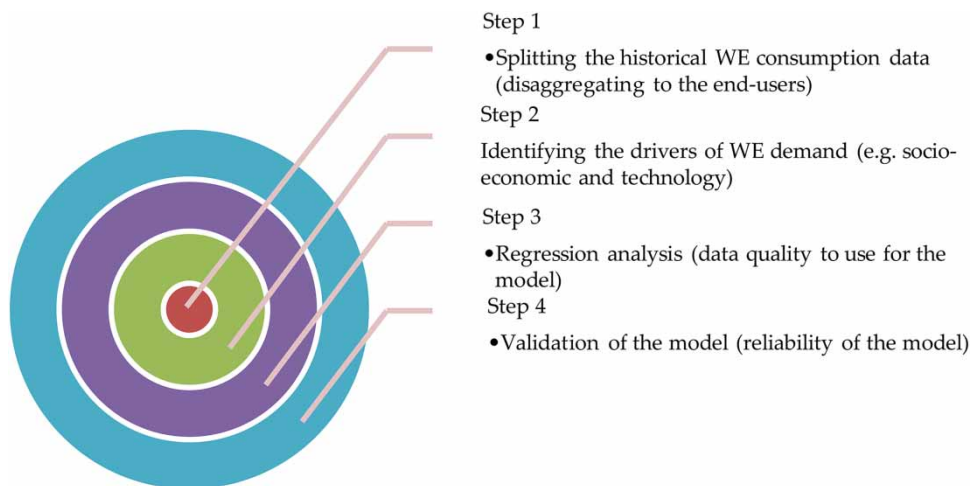 Step 1
•Splitting the historical WE consumption data
(disaggregating to the end-users)
Step 2
Identifying the drivers of WE demand (e.g. socio-
economic and technology)
Step 3
•Regression analysis (data quality to use for the
model)
Step 4
•Validation of the model (reliability of the model)